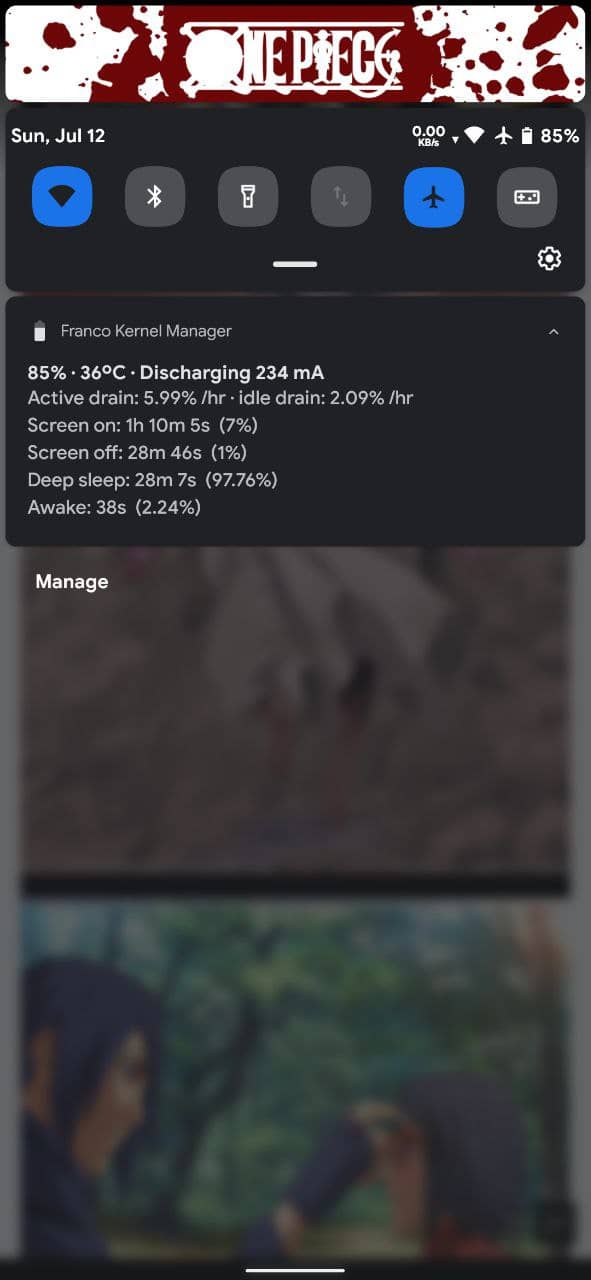 ONE PIECE
Sun, Jul 12
0.00
KB/s
85%
Franco Kernel Manager
85% · 36ºC · Discharging 234 mA
Active drain: 5.99% /hr · idle drain: 2.09% /hr
Screen on: 1h 10m 5s (7%)
Screen off: 28m 46s (1%)
Deep sleep: 28m 7s (97.76%)
Awake: 38s (2.24%)
Manage